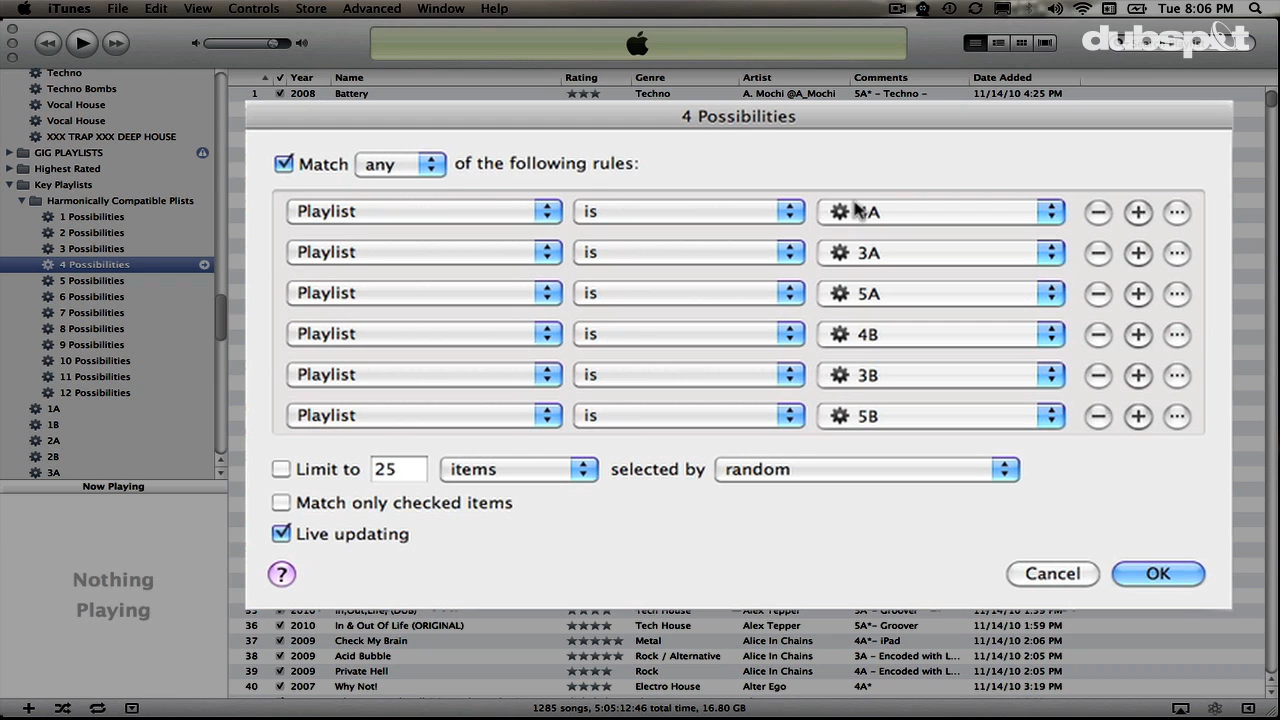 iTunes File Edit View Controls Store Advanced Window Help Tue 8:06 PM
dubspot
Techno
Techno Bombs
Vocal House
Vocal House
XXX TRAP XXX DEEP HOUSE
GIG PLAYLISTS
Highest Rated
Key Playlists
Harmonically Compatible Plists
1 Possibilities
2 Possibilities
3 Possibilities
4 Possibilities
5 Possibilities
6 Possibilities
7 Possibilities
8 Possibilities
9 Possibilities
10 Possibilities
11 Possibilities
12 Possibilities
1A
1B
2A
2B
3A
Now Playing
Nothing
Playing
Year Name Rating Genre Artist Comments Date Added
1 2008 Battery ★★★ Techno A. Mochi @A_Mochi 5A* - Techno - 11/14/10 4:25 PM
4 Possibilities
Match any of the following rules:
Playlist is A
Playlist is 3A
Playlist is 5A
Playlist is 4B
Playlist is 3B
Playlist is 5B
Limit to 25 items selected by random
Match only checked items
Live updating
? Cancel OK
36 2010 In & Out Of Life (ORIGINAL) ★★★★ Tech House Alex Tepper 5A*- Groover 11/14/10 1:59 PM
37 2009 Check My Brain ★★★★★ Metal Alice In Chains 4A*- iPad 11/14/10 2:06 PM
38 2009 Acid Bubble ★★★★★ Rock / Alternative Alice In Chains 3A - Encoded with L... 11/14/10 2:05 PM
39 2009 Private Hell ★★★★★ Rock Alice In Chains 4A - Encoded with L... 11/14/10 2:05 PM
40 2007 Why Not! ★★★★ Electro House Alter Ego 4A* 11/14/10 3:19 PM
1285 songs, 5:05:12:46 total time, 16.80 GB